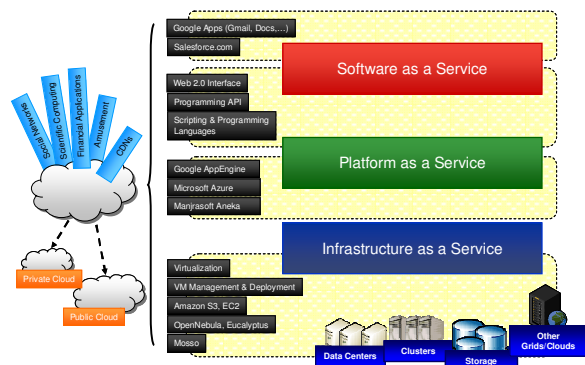 Social Networks
Scientific Computing
Financial Applications
Amusement
CDNs
Private Cloud
Public Cloud
Google Apps (Gmail, Docs,...)
Salesforce.com
Software as a Service
Web 2.0 Interface
Programming API
Scripting & Programming
Languages
Platform as a Service
Google AppEngine
Microsoft Azure
Manjrasoft Aneka
Infrastructure as a Service
Virtualization
VM Management & Deployment
Amazon S3, EC2
OpenNebula, Eucalyptus
Mosso
Data Centers
Clusters
Storage
Other
Grids/Clouds